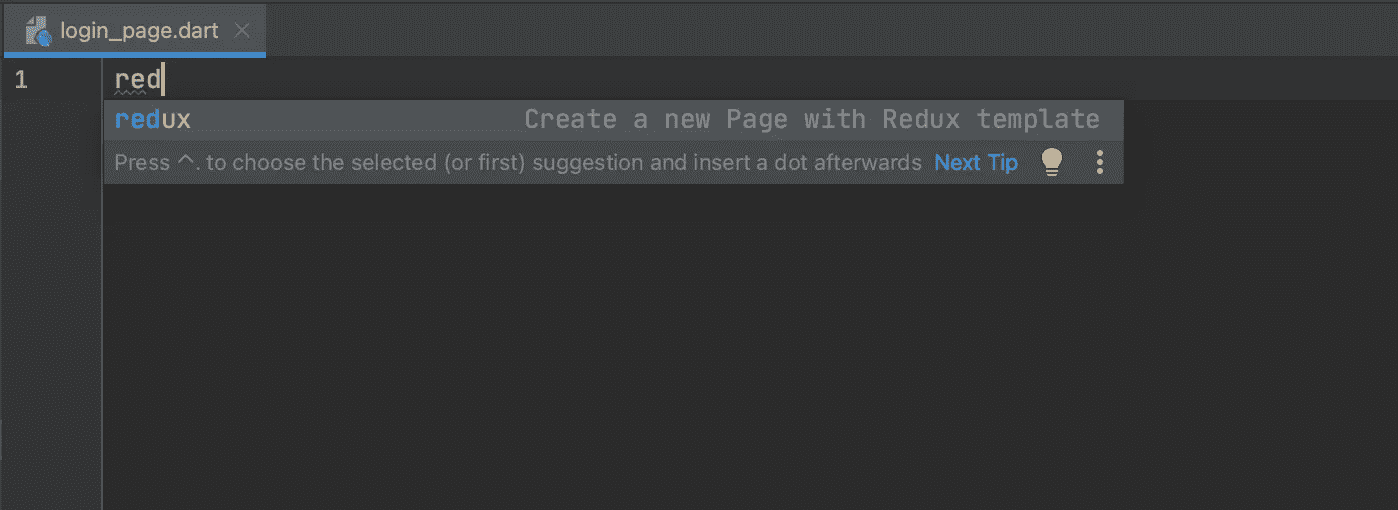 login_page.dart
1 red
redux Create a new Page with Redux template
Press ^. to choose the selected (or first) suggestion and insert a dot afterwards Next Tip